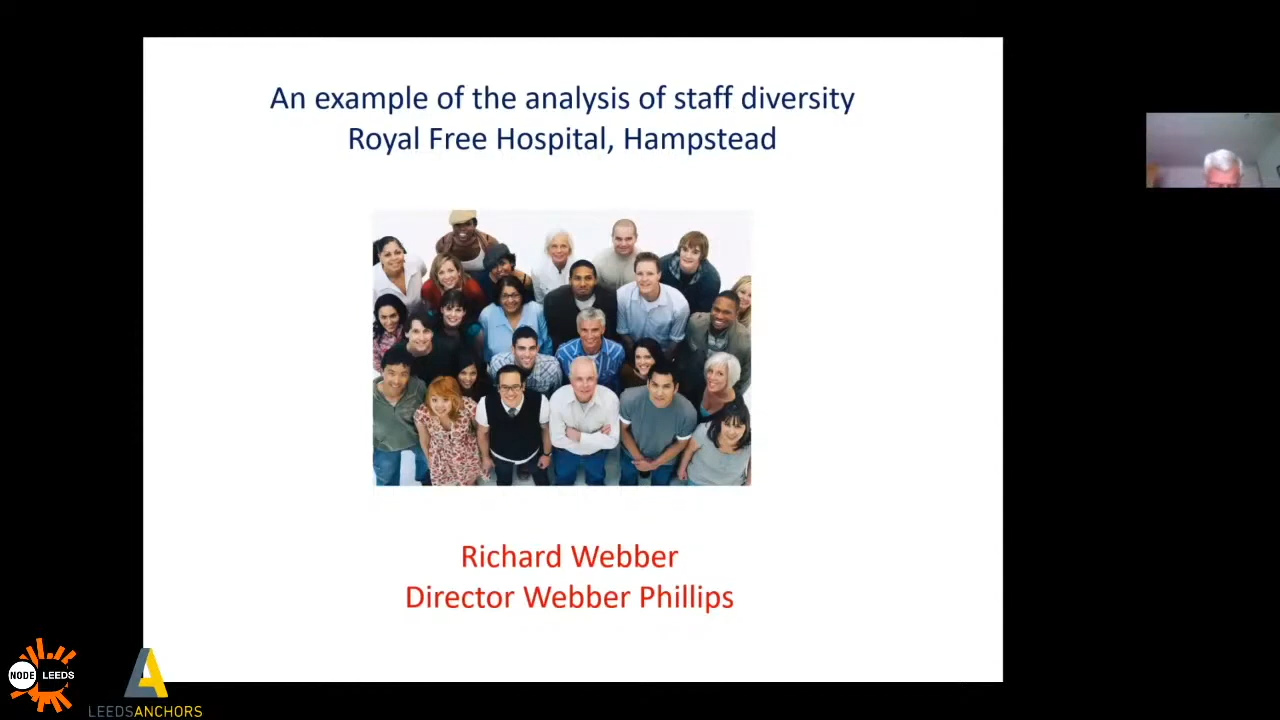 An example of the analysis of staff diversity
Royal Free Hospital, Hampstead
Richard Webber
Director Webber Phillips
NODE LEEDS
LEEDSANCHORS